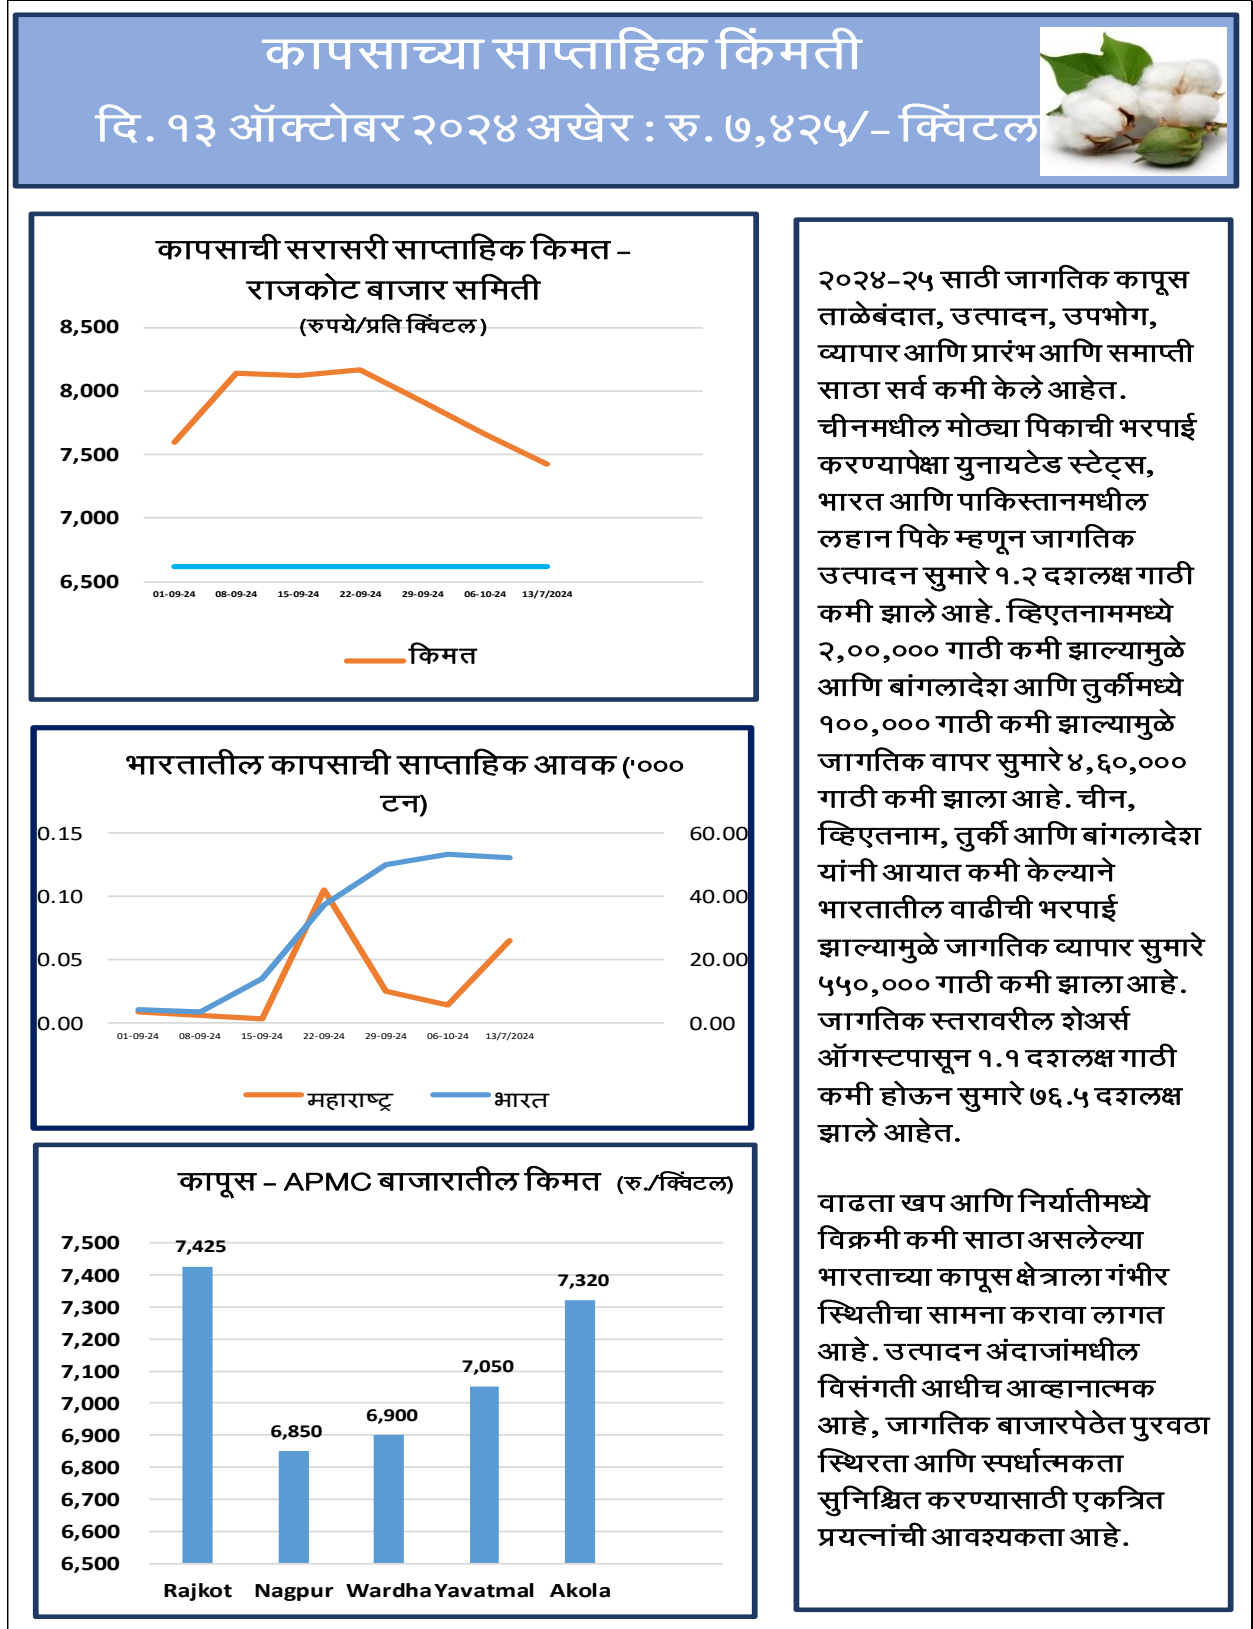 कापसाच्या साप्ताहिक किंमती
दि. १३ ऑक्टोबर २०२४ अखेर : रु. ७,४२५/- क्विंटल
कापसाची सरासरी साप्ताहिक किमत –
राजकोट बाजार समिती
(रुपये/प्रति क्विंटल )
8,500
8,000
7,500
7,000
6,500
01-09-24 08-09-24 15-09-24 22-09-24 29-09-24 06-10-24 13/7/2024
किमत
भारतातील कापसाची साप्ताहिक आवक ('०००
टन)
0.15 60.00
0.10 40.00
0.05 20.00
0.00 0.00
01-09-24 08-09-24 15-09-24 22-09-24 29-09-24 06-10-24 13/7/2024
महाराष्ट्र भारत
कापूस – APMC बाजारातील किमत (रु./क्विंटल)
7,500
7,400
7,300
7,200
7,100
7,000
6,900
6,800
6,700
6,600
6,500
7,425
6,850
6,900
7,050
7,320
Rajkot Nagpur Wardha Yavatmal Akola
२०२४-२५ साठी जागतिक कापूस
ताळेबंदात, उत्पादन, उपभोग,
व्यापार आणि प्रारंभ आणि समाप्ती
साठा सर्व कमी केले आहेत.
चीनमधील मोठ्या पिकाची भरपाई
करण्यापेक्षा युनायटेड स्टेट्स,
भारत आणि पाकिस्तानमधील
लहान पिके म्हणून जागतिक
उत्पादन सुमारे १.२ दशलक्ष गाठी
कमी झाले आहे. व्हिएतनाममध्ये
२,००,००० गाठी कमी झाल्यामुळे
आणि बांगलादेश आणि तुर्कीमध्ये
१००,००० गाठी कमी झाल्यामुळे
जागतिक वापर सुमारे ४,६०,०००
गाठी कमी झाला आहे. चीन,
व्हिएतनाम, तुर्की आणि बांगलादेश
यांनी आयात कमी केल्याने
भारतातील वाढीची भरपाई
झाल्यामुळे जागतिक व्यापार सुमारे
५५०,००० गाठी कमी झाला आहे.
जागतिक स्तरावरील शेअर्स
ऑगस्टपासून १.१ दशलक्ष गाठी
कमी होऊन सुमारे ७६.५ दशलक्ष
झाले आहेत.
वाढता खप आणि निर्यातीमध्ये
विक्रमी कमी साठा असलेल्या
भारताच्या कापूस क्षेत्राला गंभीर
स्थितीचा सामना करावा लागत
आहे. उत्पादन अंदाजांमधील
विसंगती आधीच आव्हानात्मक
आहे, जागतिक बाजारपेठेत पुरवठा
स्थिरता आणि स्पर्धात्मकता
सुनिश्चित करण्यासाठी एकत्रित
प्रयत्नांची आवश्यकता आहे.